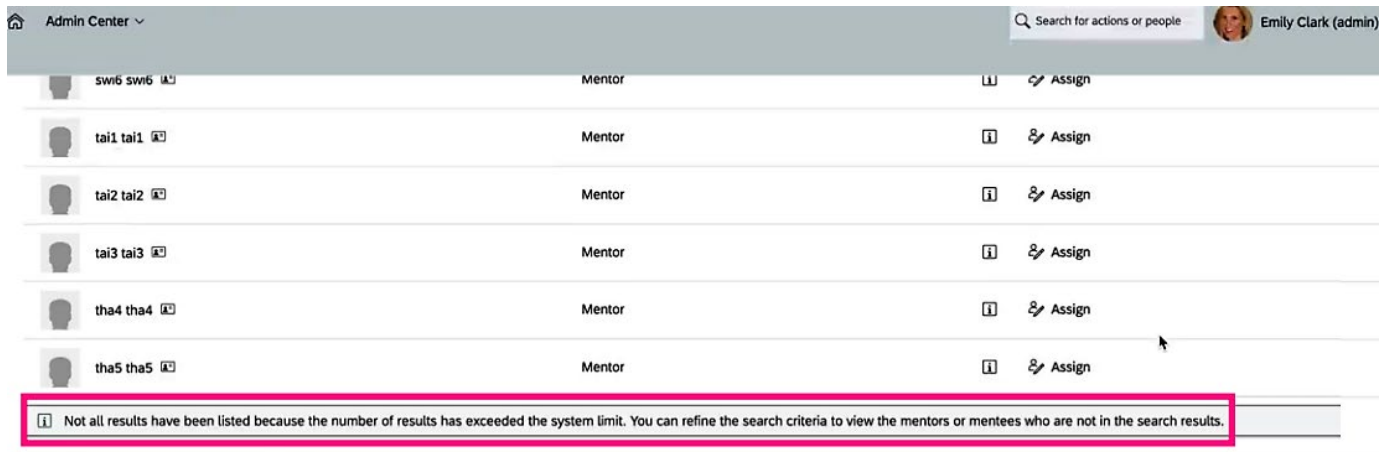 Admin Center
Search for actions or people
Emily Clark (admin)
swi6 swi6 Mentor Assign
tai1 tai1 Mentor Assign
tai2 tai2 Mentor Assign
tai3 tai3 Mentor Assign
tha4 tha4 Mentor Assign
tha5 tha5 Mentor Assign
Not all results have been listed because the number of results has exceeded the system limit. You can refine the search criteria to view the mentors or mentees who are not in the search results.